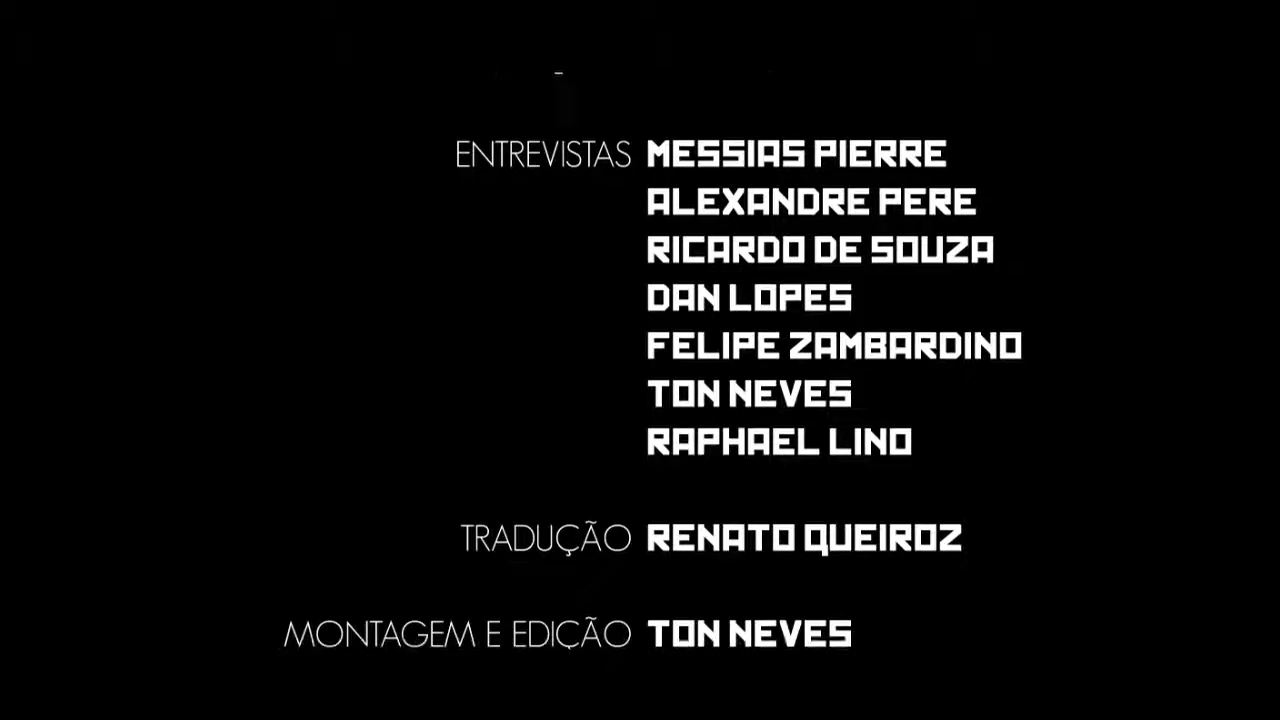 ENTREVISTAS MESSIAS PIERRE
ALEXANDRE PERE
RICARDO DE SOUZA
DAN LOPES
FELIPE ZAMBARDINO
TON NEVES
RAPHAEL LINO
TRADUÇÃO RENATO QUEIROZ
MONTAGEM E EDIÇÃO TON NEVES